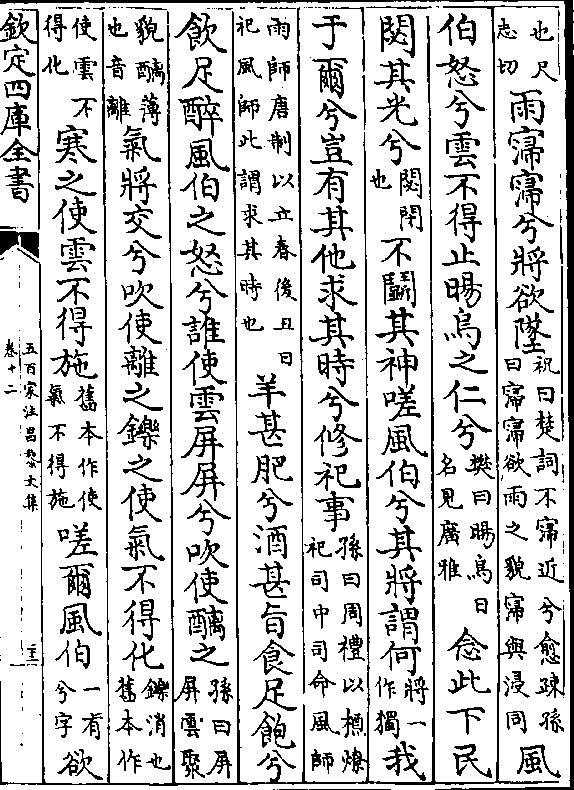 也尺志切雨寖寖兮將欲墜祝曰楚詞不寖近兮愈疎孫曰寖寖欲雨之貌寖與浸同風
伯怒兮雲不得止暘烏之仁兮樊曰暘烏日名見廣雅念此下民
閟其光兮閟閉也不鬭其神嗟風伯兮其將謂何將一作獨我
于爾兮豈有其他求其時兮修祀事孫曰周禮以槱燎祀司中司命風師
雨師唐制以立春後丑日祀風師此謂求其時也羊甚肥兮酒甚旨食足飽兮
飲足醉風伯之怒兮誰使雲屏屏兮吹使醨之孫曰屏屏雲聚
貌醨薄也音離氣將交兮吹使離之鑠之使氣不得化鑠消也舊本作
使雲不得化寒之使雲不得施舊本作使氣不得施嗟爾風伯一有兮字欲
欽定四庫全書
五百家注昌黎文集
卷十二